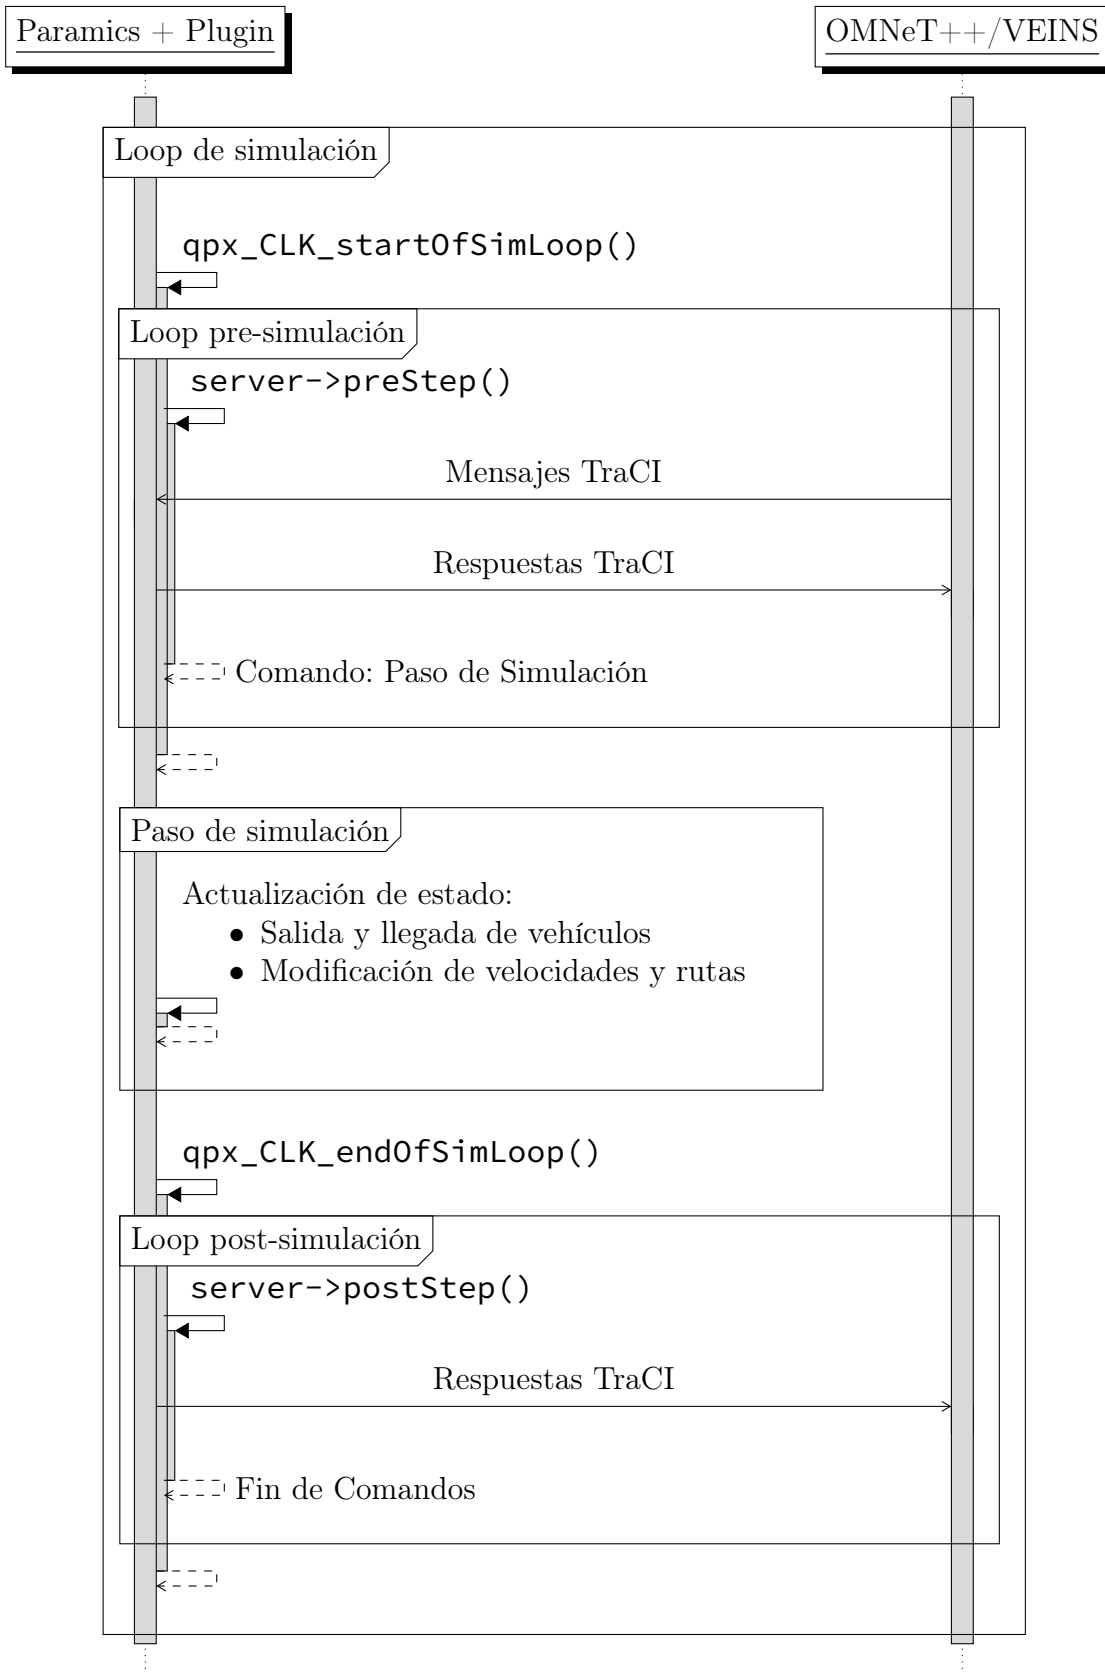 Paramics + Plugin
OMNeT++/VEINS
Loop de simulación
qpx_CLK_startOfSimLoop()
Loop pre-simulación
server->preStep()
Mensajes TraCI
Respuestas TraCI
Comando: Paso de Simulación
Paso de simulación
Actualización de estado:
• Salida y llegada de vehículos
• Modificación de velocidades y rutas
qpx_CLK_endOfSimLoop()
Loop post-simulación
server->postStep()
Respuestas TraCI
Fin de Comandos